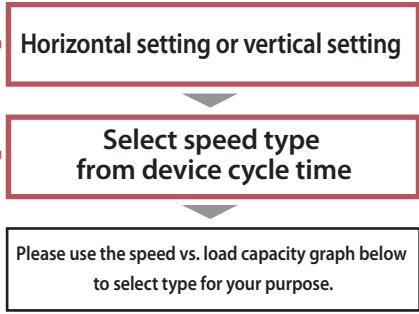 Horizontal setting or vertical setting
Select speed type
from device cycle time
Please use the speed vs. load capacity graph below
to select type for your purpose.